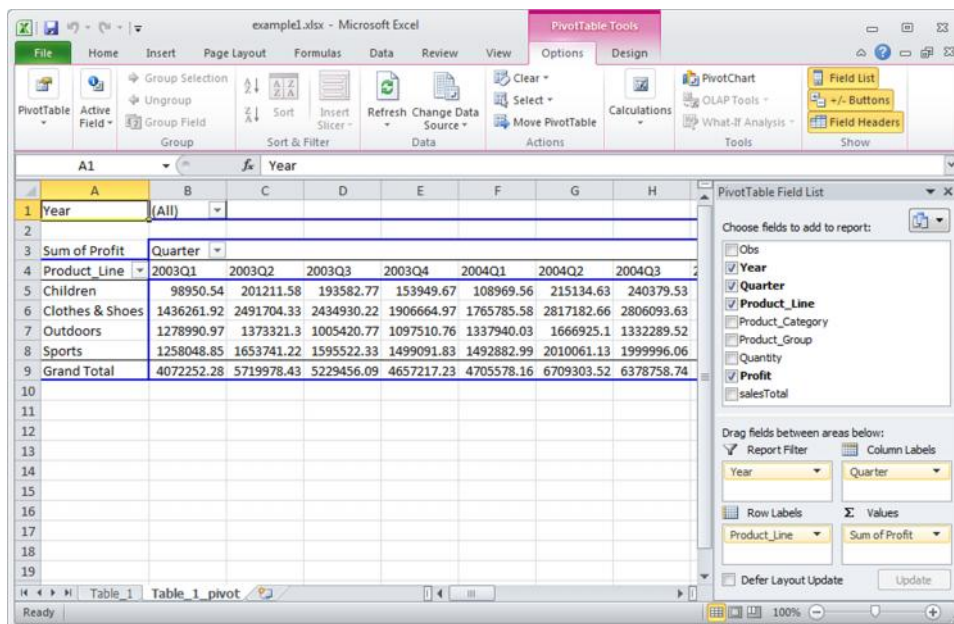 example1.xlsx - Microsoft Excel PivotTable Tools
File Home Insert Page Layout Formulas Data Review View Options Design
PivotTable Active Field Group Selection Ungroup Group Field Group
Sort Insert Slicer Sort & Filter
Refresh Change Data Source Data
Clear Select Move PivotTable Actions
Calculations
PivotChart OLAP Tools What-If Analysis Tools
Field List +/- Buttons Field Headers Show
A1 fx Year
A B C D E F G H
1 Year (All)
2
3 Sum of Profit Quarter
4 Product_Line 2003Q1 2003Q2 2003Q3 2003Q4 2004Q1 2004Q2 2004Q3
5 Children 98950.54 201211.58 193582.77 153949.67 108969.56 215134.63 240379.53
6 Clothes & Shoes 1436261.92 2491704.33 2434930.22 1906664.97 1765785.58 2817182.66 2806093.63
7 Outdoors 1278990.97 1373321.3 1005420.77 1097510.76 1337940.03 1666925.1 1332289.52
8 Sports 1258048.85 1653741.22 1595522.33 1499091.83 1492882.99 2010061.13 1999996.06
9 Grand Total 4072252.28 5719978.43 5229456.09 4657217.23 4705578.16 6709303.52 6378758.74
10
11
12
13
14
15
16
17
18
19
PivotTable Field List
Choose fields to add to report:
Obs
Year
Quarter
Product_Line
Product_Category
Product_Group
Quantity
Profit
salesTotal
Drag fields between areas below:
Report Filter Column Labels
Year Quarter
Row Labels Σ Values
Product_Line Sum of Profit
Defer Layout Update Update
Table_1 Table_1_pivot
Ready 100%